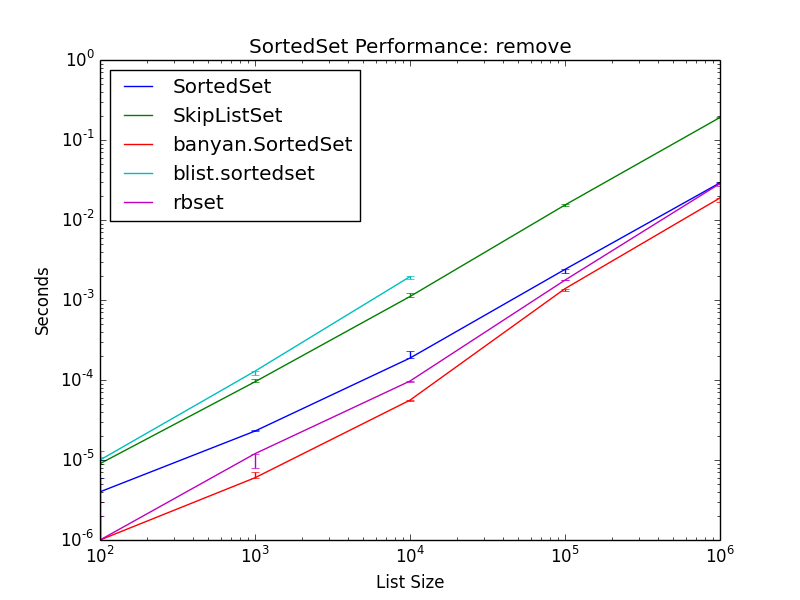 SortedSet Performance: remove
10^0
10^-1
10^-2
10^-3
10^-4
10^-5
10^-6
Seconds
SortedSet
SkipListSet
banyan.SortedSet
blist.sortedset
rbset
10^2 10^3 10^4 10^5 10^6
List Size